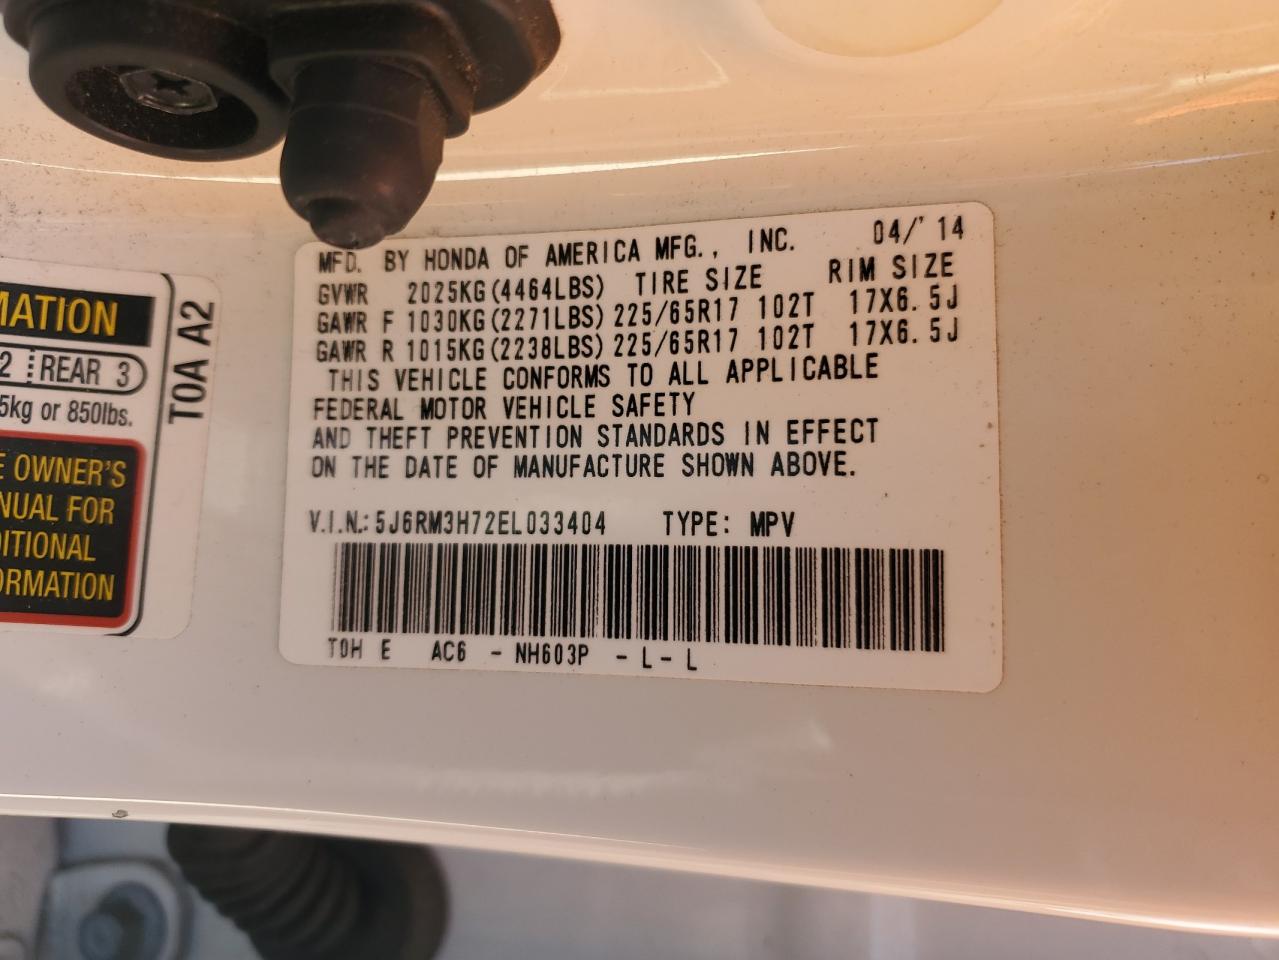 MFD. BY HONDA OF AMERICA MFG., INC. 04/'14
GVWR 2025KG(4464LBS) TIRE SIZE RIM SIZE
GAWR F 1030KG(2271LBS) 225/65R17 102T 17X6.5J
GAWR R 1015KG(2238LBS) 225/65R17 102T 17X6.5J
THIS VEHICLE CONFORMS TO ALL APPLICABLE
FEDERAL MOTOR VEHICLE SAFETY
AND THEFT PREVENTION STANDARDS IN EFFECT
ON THE DATE OF MANUFACTURE SHOWN ABOVE.
V.I.N.: 5J6RM3H72EL033404 TYPE: MPV
T0H E AC6 - NH603P - L - L
MATION
2 REAR 3
5kg or 850lbs.
E OWNER'S
NUAL FOR
DITIONAL
ORMATION
T0A A2